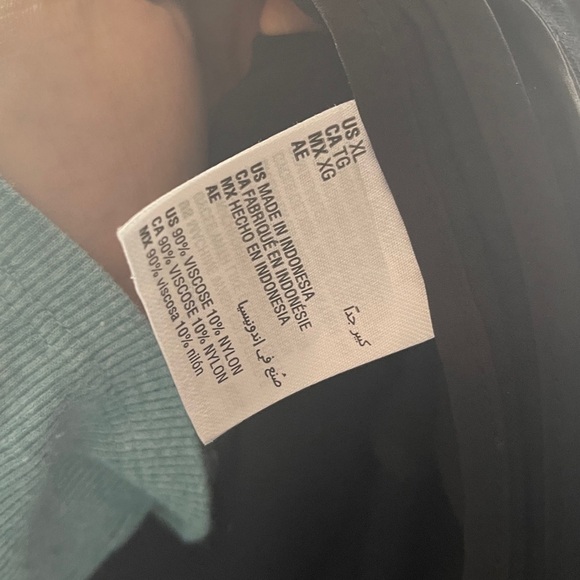 US XL
CA TG
MX XG
AE كبير جداً
US MADE IN INDONESIA
CA FABRIQUÉ EN INDONÉSIE
MX HECHO EN INDONESIA
AE صُنع في إندونيسيا
US 90% VISCOSE 10% NYLON
CA 90% VISCOSE 10% NYLON
MX 90% viscosa 10% nilón